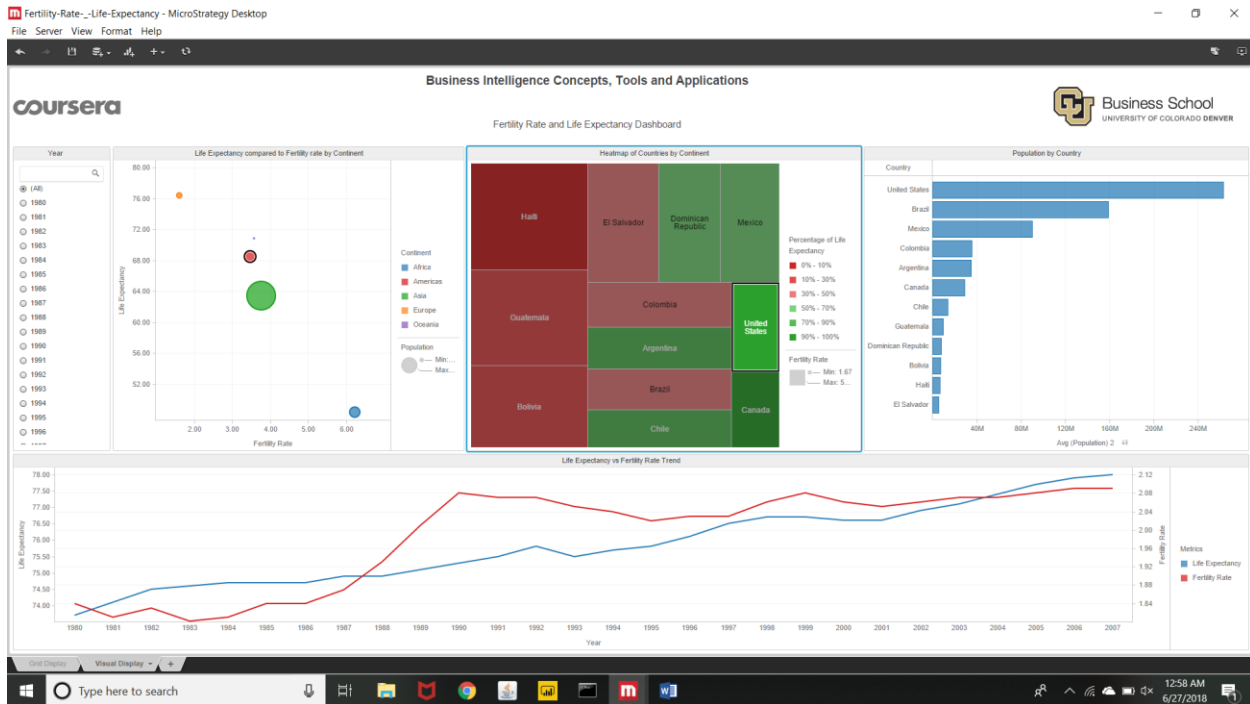 Fertility-Rate-_-Life-Expectancy - MicroStrategy Desktop
File Server View Format Help
Business Intelligence Concepts, Tools and Applications
coursera
Business School
UNIVERSITY OF COLORADO DENVER
Fertility Rate and Life Expectancy Dashboard
Year
(All)
1980
1981
1982
1983
1984
1985
1986
1987
1988
1989
1990
1991
1992
1993
1994
1995
1996
Life Expectancy compared to Fertility rate by Continent
80.00
76.00
72.00
68.00
64.00
60.00
56.00
52.00
Life Expectancy
2.00 3.00 4.00 5.00 6.00
Fertility Rate
Continent
Africa
Americas
Asia
Europe
Oceania
Population
Min:...
Max...
Heatmap of Countries by Continent
Haiti
El Salvador
Dominican
Republic
Mexico
Guatemala
Colombia
United
States
Argentina
Bolivia
Brazil
Canada
Chile
Percentage of Life
Expectancy
0% - 10%
10% - 30%
30% - 50%
50% - 70%
70% - 90%
90% - 100%
Fertility Rate
Min: 1.67
Max: 5...
Population by Country
Country
United States
Brazil
Mexico
Colombia
Argentina
Canada
Chile
Guatemala
Dominican Republic
Bolivia
Haiti
El Salvador
40M 80M 120M 160M 200M 240M
Avg (Population) 2
Life Expectancy vs Fertility Rate Trend
78.00
77.50
77.00
76.50
76.00
75.50
75.00
74.50
74.00
Life Expectancy
2.12
2.08
2.04
2.00
1.96
1.92
1.88
1.84
Fertility Rate
1980 1981 1982 1983 1984 1985 1986 1987 1988 1989 1990 1991 1992 1993 1994 1995 1996 1997 1998 1999 2000 2001 2002 2003 2004 2005 2006 2007
Year
Metrics
Life Expectancy
Fertility Rate
Grid Display Visual Display
Type here to search
12:58 AM
6/27/2018